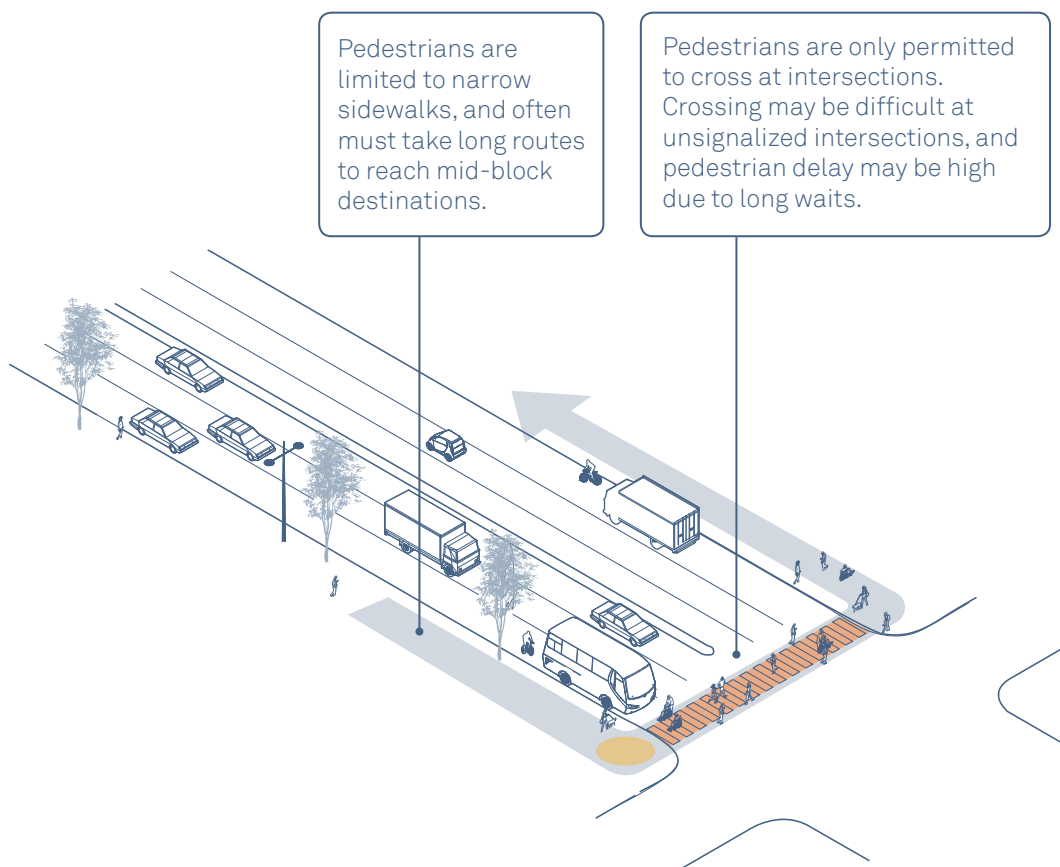 Pedestrians are
limited to narrow
sidewalks, and often
must take long routes
to reach mid-block
destinations.
Pedestrians are only permitted
to cross at intersections.
Crossing may be difficult at
unsignalized intersections, and
pedestrian delay may be high
due to long waits.